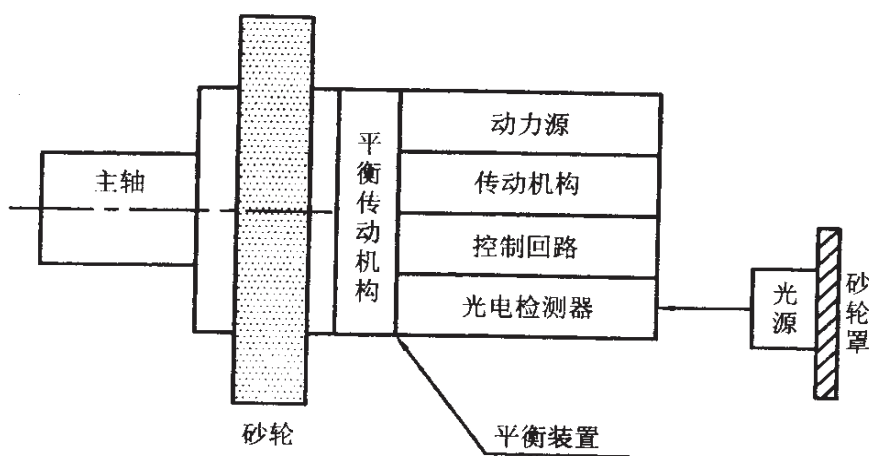 主轴
平衡传动机构
动力源
传动机构
控制回路
光电检测器
光源
砂轮罩
砂轮
平衡装置